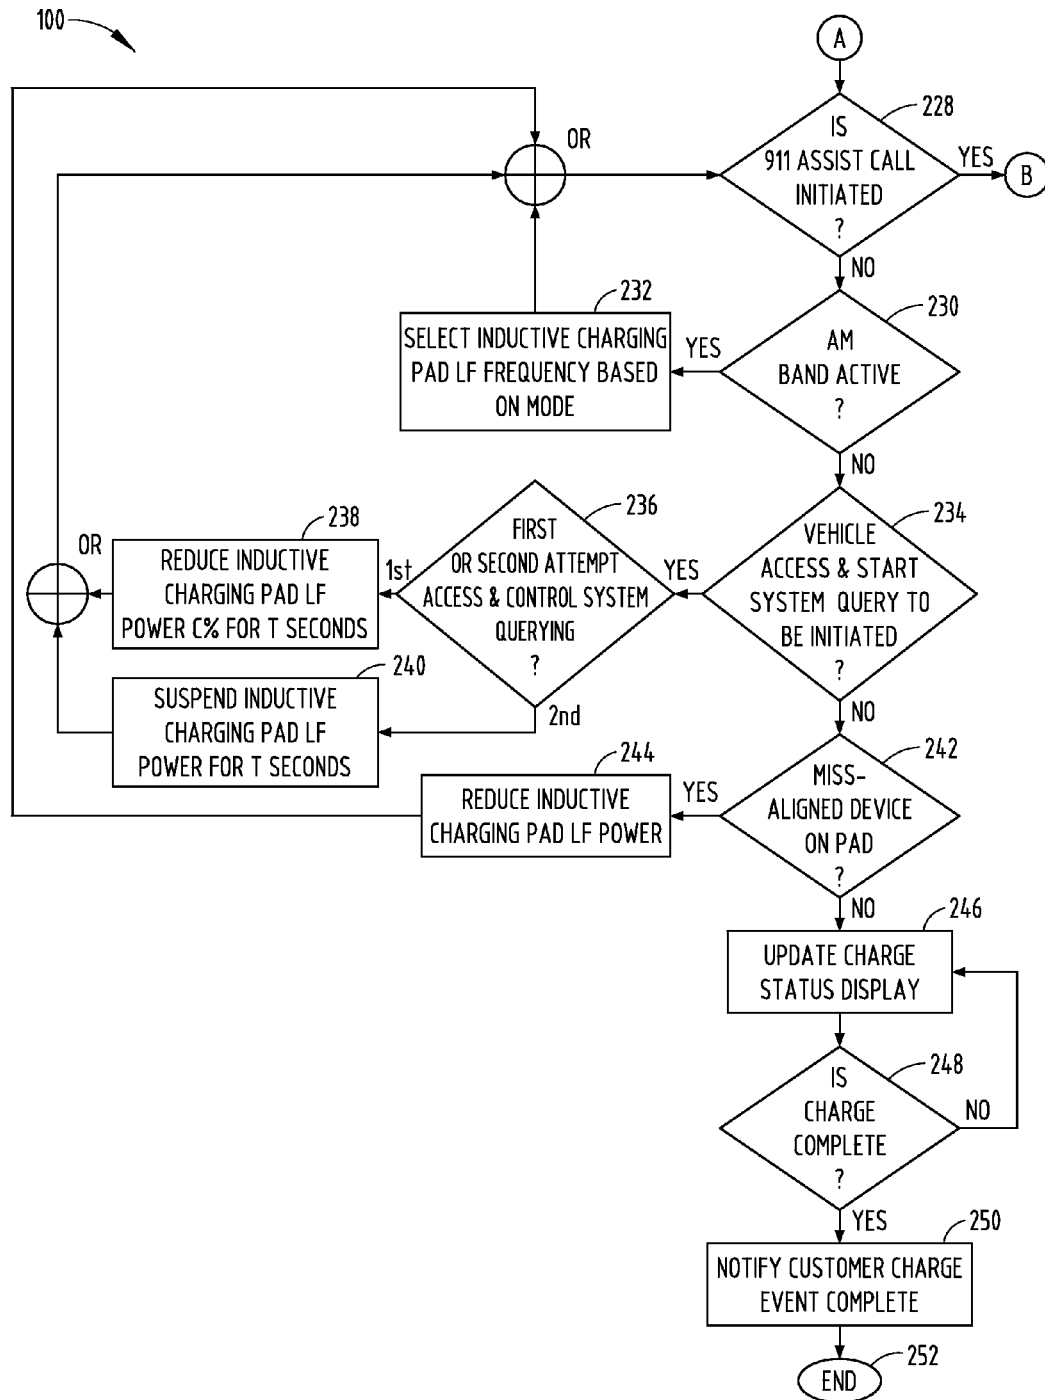 100
A
228
IS
911 ASSIST CALL
INITIATED
?
YES
B
OR
NO
232
SELECT INDUCTIVE CHARGING
PAD LF FREQUENCY BASED
ON MODE
YES
230
AM
BAND ACTIVE
?
NO
234
VEHICLE
ACCESS & START
SYSTEM QUERY TO
BE INITIATED
?
YES
236
FIRST
OR SECOND ATTEMPT
ACCESS & CONTROL SYSTEM
QUERYING
?
1st
238
REDUCE INDUCTIVE
CHARGING PAD LF
POWER C% FOR T SECONDS
OR
240
SUSPEND INDUCTIVE
CHARGING PAD LF
POWER FOR T SECONDS
2nd
NO
242
MISS-
ALIGNED DEVICE
ON PAD
?
YES
244
REDUCE INDUCTIVE
CHARGING PAD LF POWER
NO
246
UPDATE CHARGE
STATUS DISPLAY
248
IS
CHARGE
COMPLETE
?
NO
YES
250
NOTIFY CUSTOMER CHARGE
EVENT COMPLETE
252
END